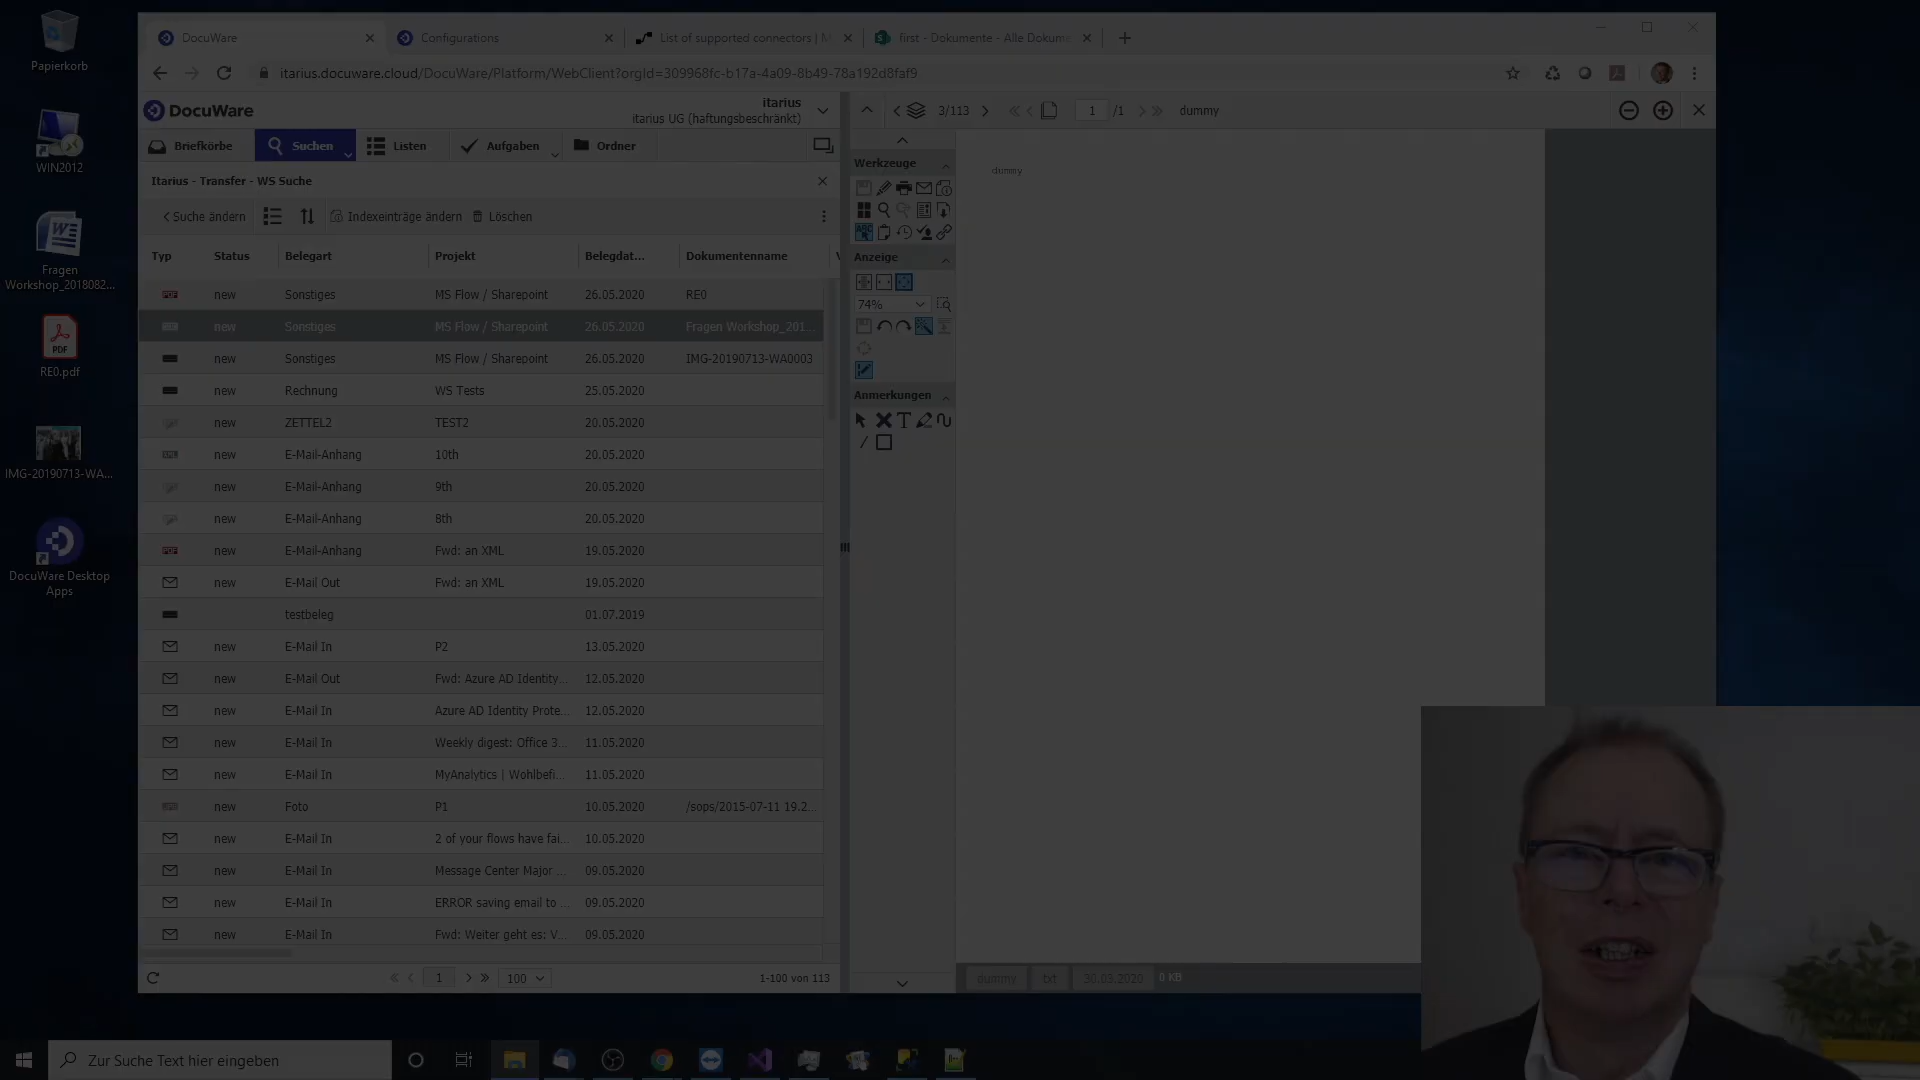 Papierkorb
WIN2012
Fragen
Workshop_2018082...
RE0.pdf
IMG-20190713-WA...
DocuWare Desktop
Apps
DocuWare
Configurations
List of supported connectors | M
first - Dokumente - Alle Dokum
itarius.docuware.cloud/DocuWare/Platform/WebClient?orgId=309968fc-b17a-4a09-8b49-78a192d8faf9
DocuWare
itarius
itarius UG (haftungsbeschränkt)
Briefkörbe
Suchen
Listen
Aufgaben
Ordner
Itarius - Transfer - WS Suche
Suche ändern
Indexeinträge ändern
Löschen
Typ Status Belegart Projekt Belegdat... Dokumentenname
new Sonstiges MS Flow / Sharepoint 26.05.2020 RE0
new Sonstiges MS Flow / Sharepoint 26.05.2020 Fragen Workshop_201...
new Sonstiges MS Flow / Sharepoint 26.05.2020 IMG-20190713-WA0003
new Rechnung WS Tests 25.05.2020
new ZETTEL2 TEST2 20.05.2020
new E-Mail-Anhang 10th 20.05.2020
new E-Mail-Anhang 9th 20.05.2020
new E-Mail-Anhang 8th 20.05.2020
new E-Mail-Anhang Fwd: an XML 19.05.2020
new E-Mail Out Fwd: an XML 19.05.2020
testbeleg 01.07.2019
new E-Mail In P2 13.05.2020
new E-Mail Out Fwd: Azure AD Identity... 12.05.2020
new E-Mail In Azure AD Identity Prote... 12.05.2020
new E-Mail In Weekly digest: Office 3... 11.05.2020
new E-Mail In MyAnalytics | Wohlbefi... 11.05.2020
new Foto P1 10.05.2020 /sops/2015-07-11 19.2...
new E-Mail In 2 of your flows have fai... 10.05.2020
new E-Mail In Message Center Major ... 09.05.2020
new E-Mail In ERROR saving email to ... 09.05.2020
new E-Mail In Fwd: Weiter geht es: V... 09.05.2020
1
100
1-100 von 113
3/113
1 /1
dummy
Werkzeuge
Anzeige
74%
Anmerkungen
dummy
dummy
txt
30.03.2020
0 KB
Zur Suche Text hier eingeben